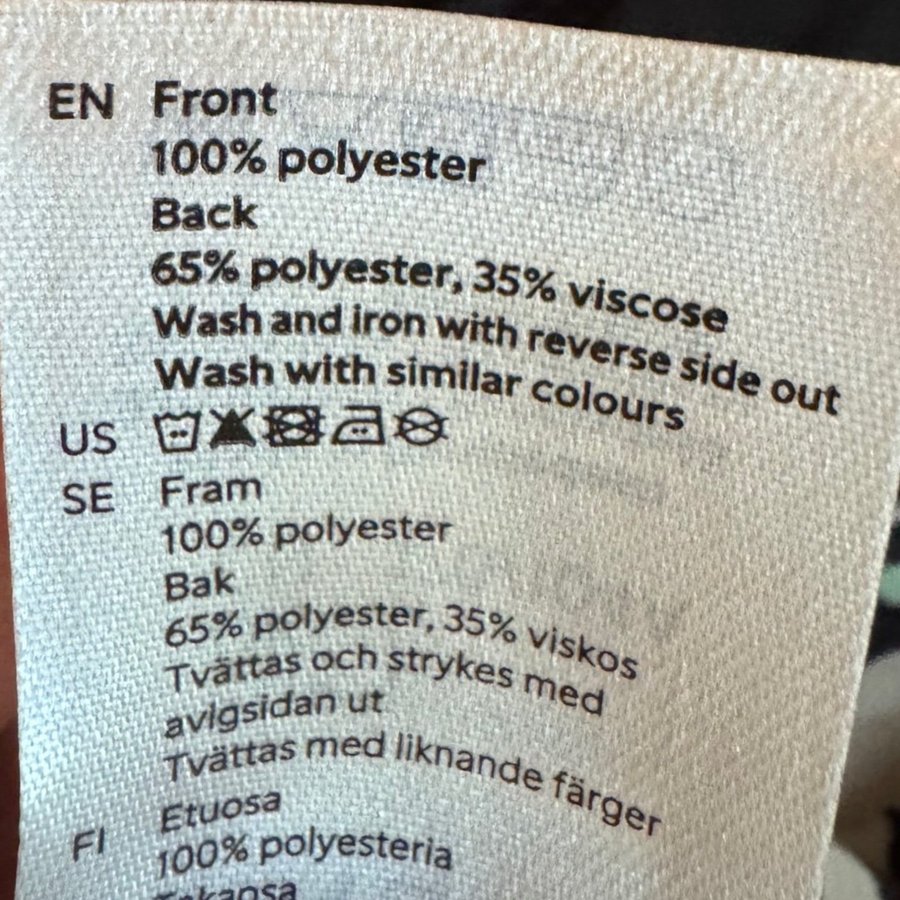 EN Front
100% polyester
Back
65% polyester, 35% viscose
Wash and iron with reverse side out
Wash with similar colours
US
SE Fram
100% polyester
Bak
65% polyester, 35% viskos
Tvättas och strykes med
avigsidan ut
Tvättas med liknande färger
FI Etuosa
100% polyesteria
Takaosa